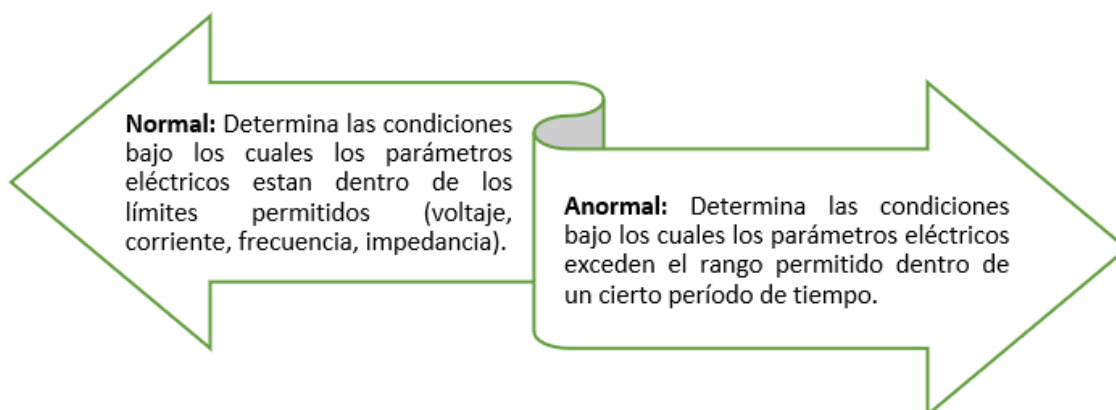 Normal: Determina las condiciones
bajo los cuales los parámetros
eléctricos estan dentro de los
límites permitidos (voltaje,
corriente, frecuencia, impedancia).
Anormal: Determina las condiciones
bajo los cuales los parámetros eléctricos
exceden el rango permitido dentro de
un cierto período de tiempo.